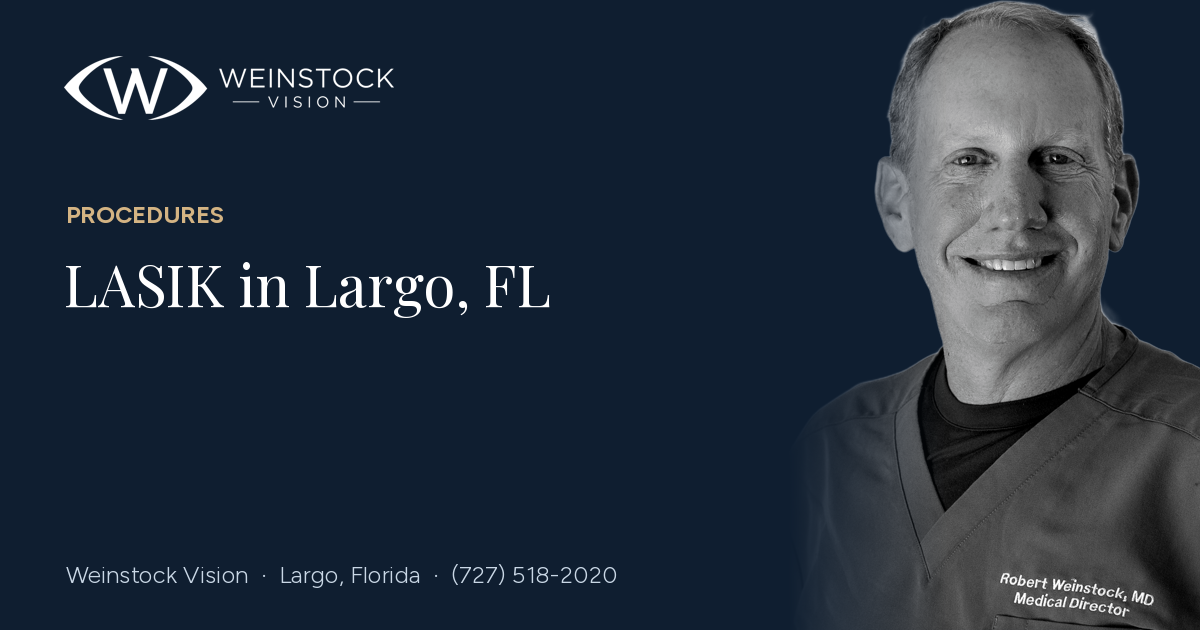 W WEINSTOCK
VISION
PROCEDURES
LASIK in Largo, FL
Weinstock Vision · Largo, Florida · (727) 518-2020
Robert Weinstock, MD
Medical Director